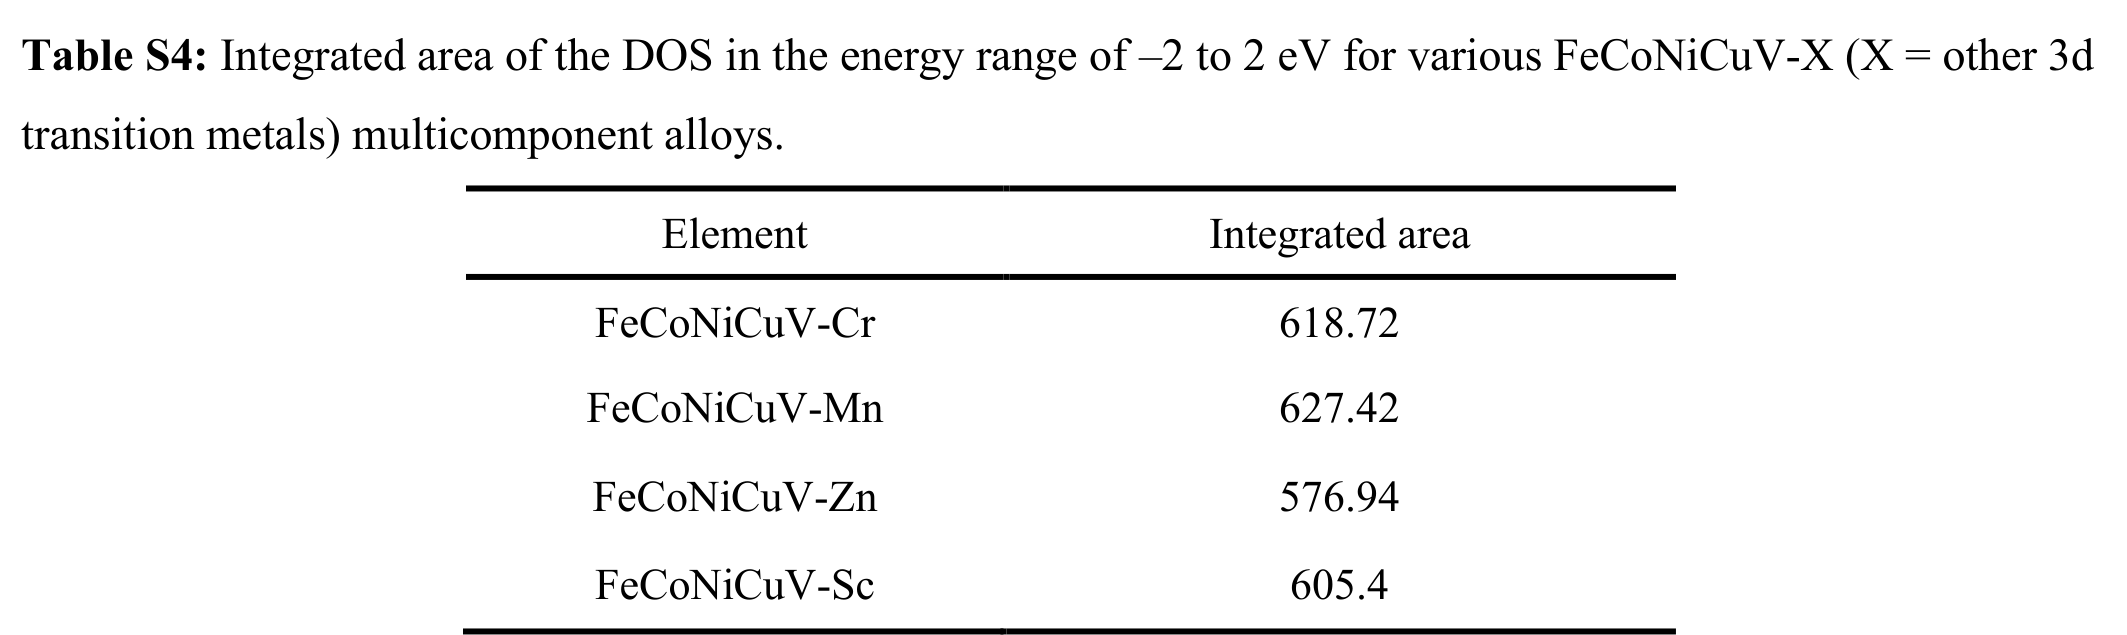 Table S4: Integrated area of the DOS in the energy range of –2 to 2 eV for various FeCoNiCuV-X (X = other 3d
transition metals) multicomponent alloys.
Element Integrated area
FeCoNiCuV-Cr 618.72
FeCoNiCuV-Mn 627.42
FeCoNiCuV-Zn 576.94
FeCoNiCuV-Sc 605.4